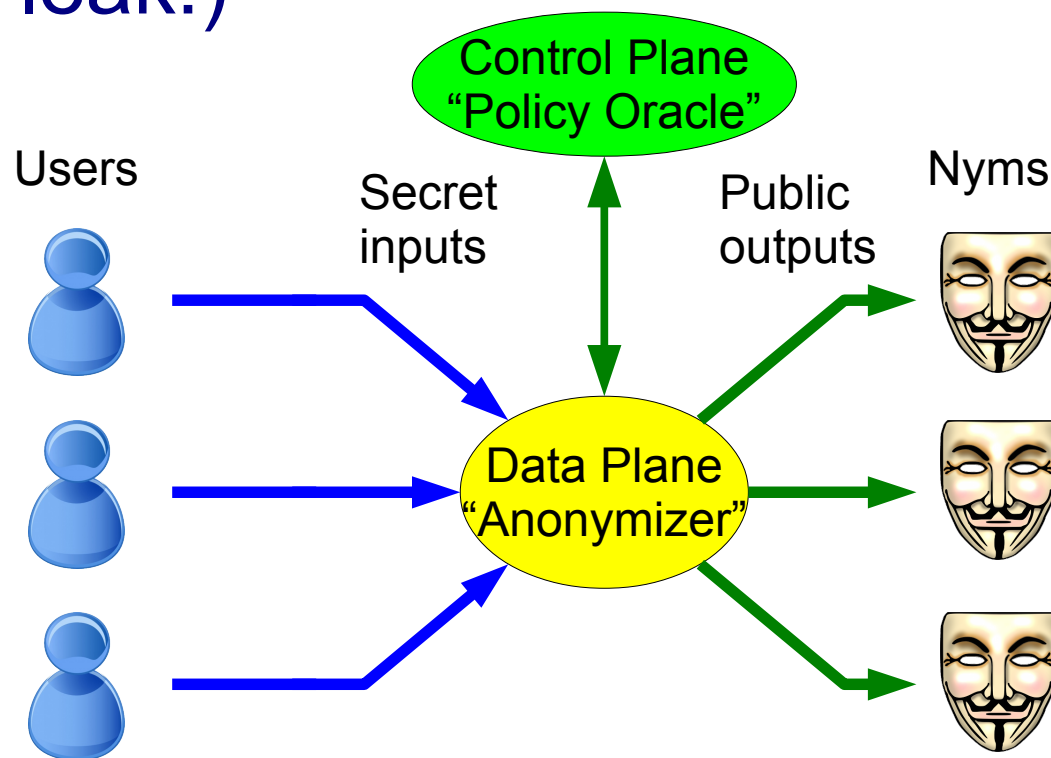 Control Plane
“Policy Oracle”
Users
Secret
inputs
Public
outputs
Nyms
Data Plane
“Anonymizer”